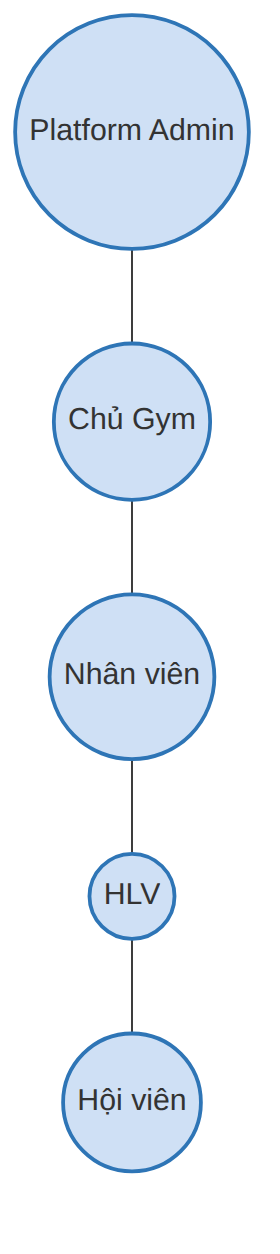 Platform Admin
Chủ Gym
Nhân viên
HLV
Hội viên